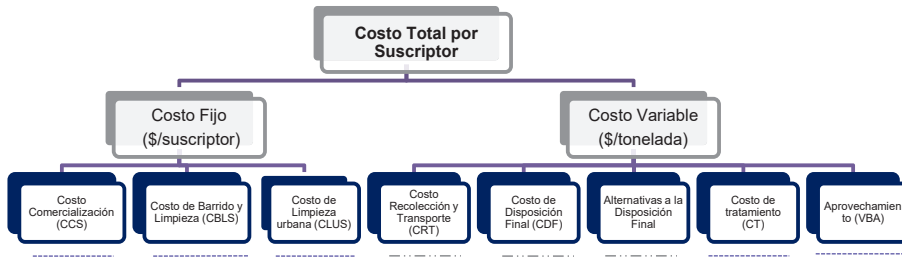 Costo Total por
Suscriptor
Costo Fijo
($/suscriptor)
Costo Variable
($/tonelada)
Costo
Comercialización
(CCS)
Costo de Barrido y
Limpieza (CBLS)
Costo de
Limpieza
urbana (CLUS)
Costo
Recolección y
Transporte
(CRT)
Costo de
Disposición
Final (CDF)
Alternativas a la
Disposición
Final
Costo de
tratamiento
(CT)
Aprovechamien
to (VBA)